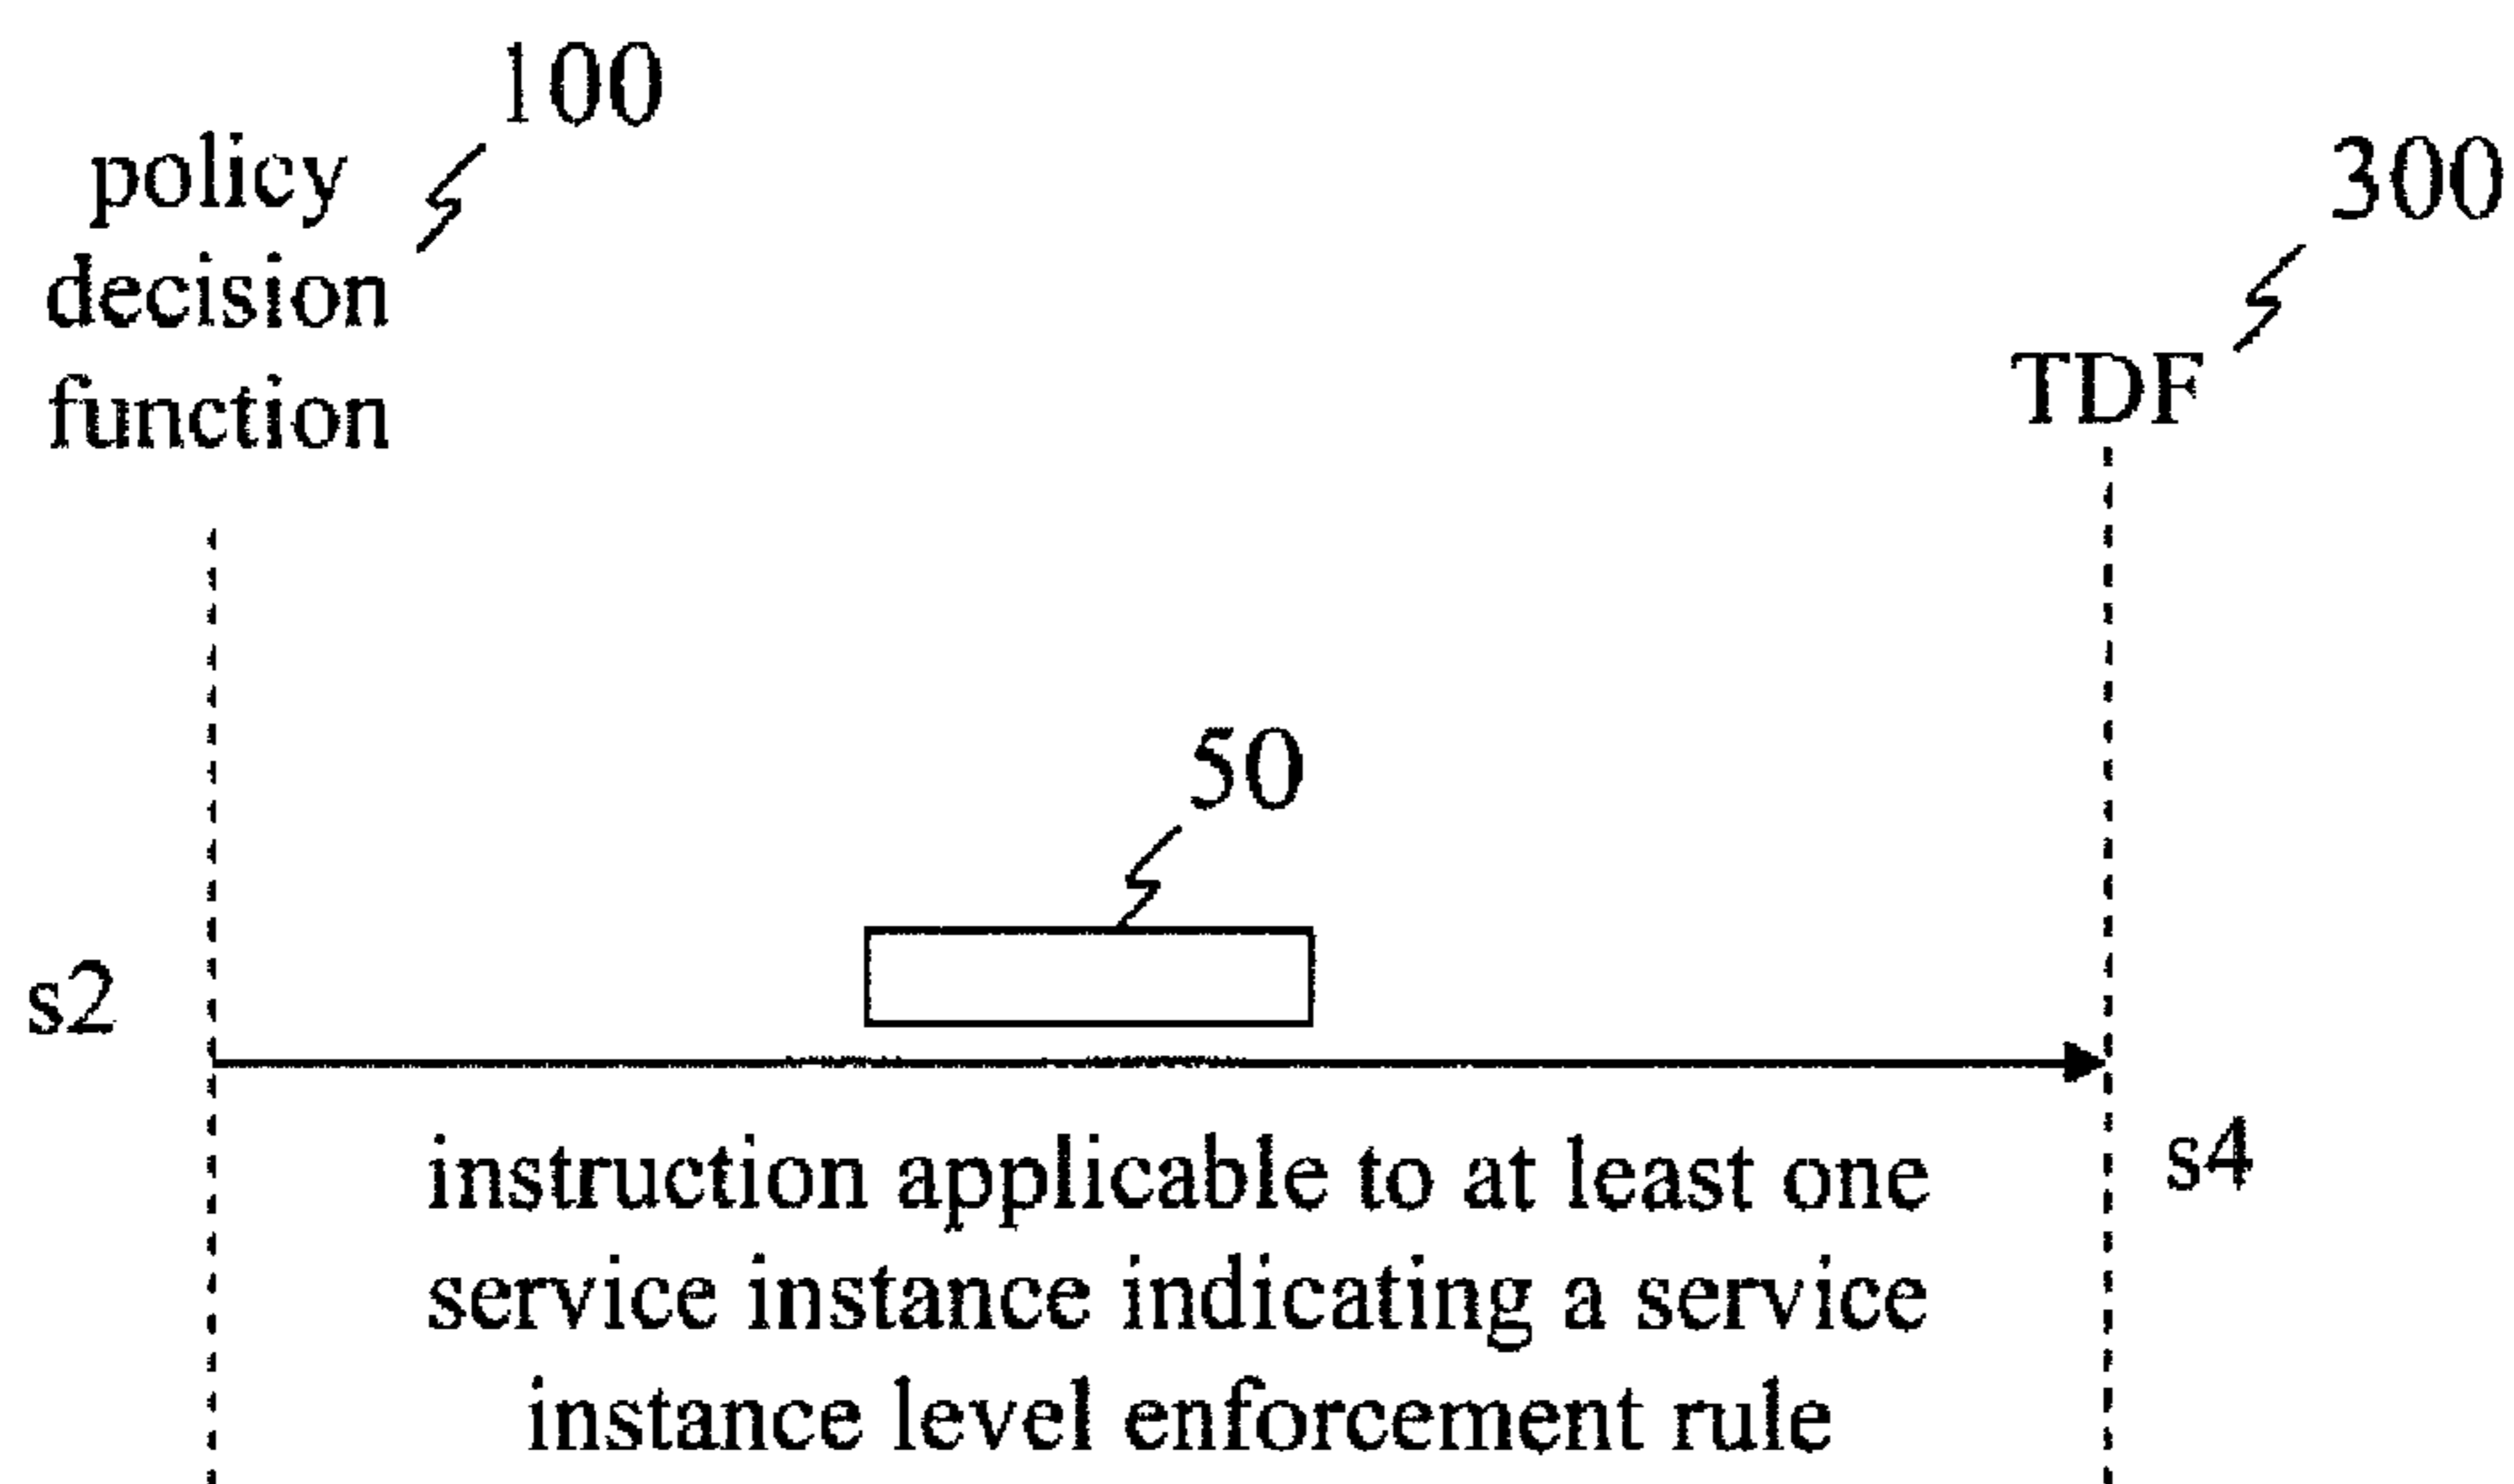 100
policy
decision
function
300
TDF
50
s2
s4
instruction applicable to at least one
service instance indicating a service
instance level enforcement rule